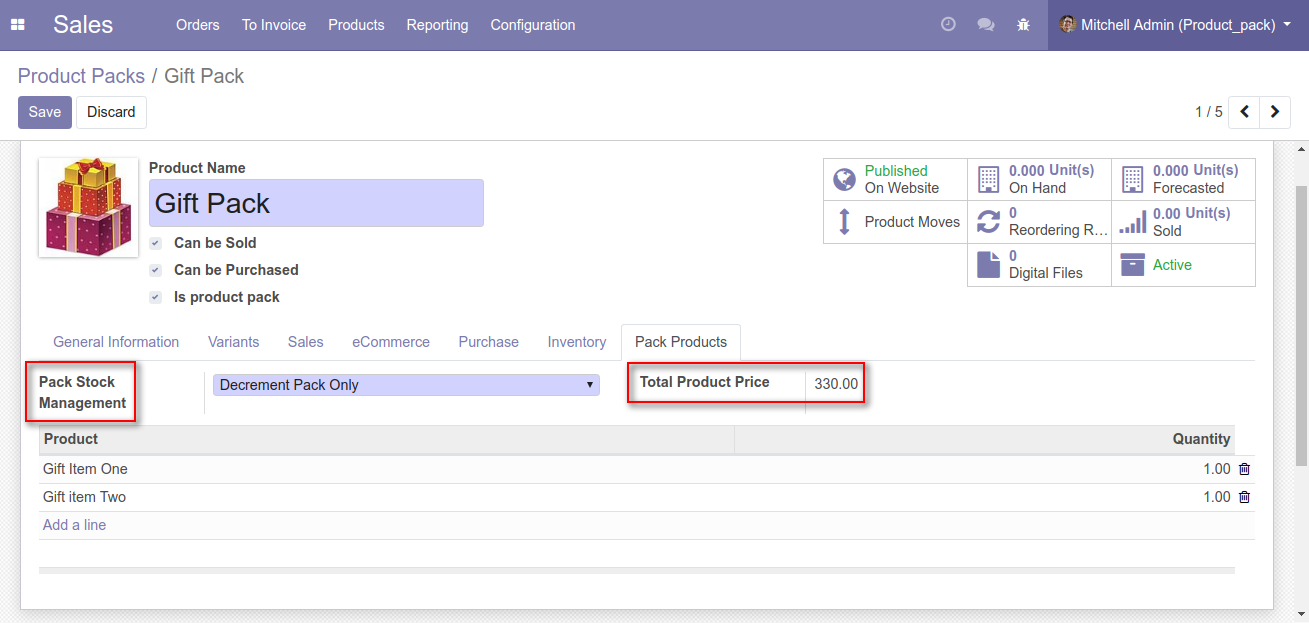 Sales Orders To Invoice Products Reporting Configuration Mitchell Admin (Product_pack)
Product Packs / Gift Pack
Save Discard 1 / 5
Product Name
Gift Pack
Can be Sold
Can be Purchased
Is product pack
Published
On Website
0.000 Unit(s)
On Hand
0.000 Unit(s)
Forecasted
Product Moves
0
Reordering R...
0.00 Unit(s)
Sold
0
Digital Files
Active
General Information Variants Sales eCommerce Purchase Inventory Pack Products
Pack Stock
Management
Decrement Pack Only
Total Product Price 330.00
Product Quantity
Gift Item One 1.00
Gift item Two 1.00
Add a line